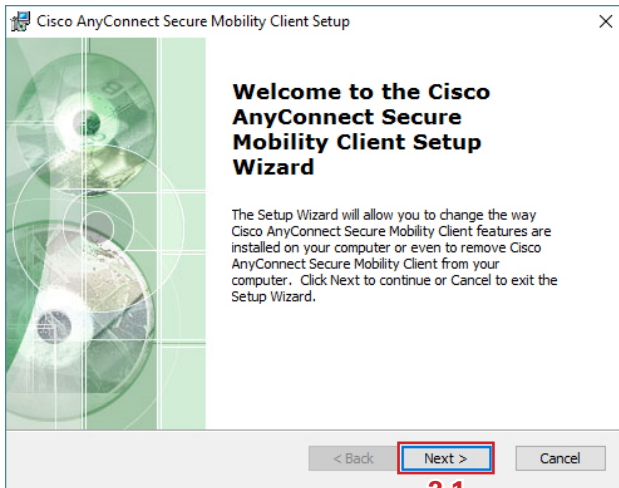 Cisco AnyConnect Secure Mobility Client Setup
Welcome to the Cisco
AnyConnect Secure
Mobility Client Setup
Wizard
The Setup Wizard will allow you to change the way
Cisco AnyConnect Secure Mobility Client features are
installed on your computer or even to remove Cisco
AnyConnect Secure Mobility Client from your
computer. Click Next to continue or Cancel to exit the
Setup Wizard.
< Back Next > Cancel